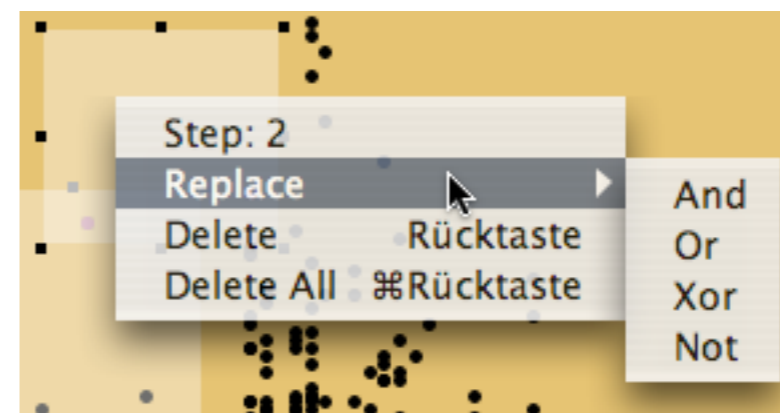 Step: 2
Replace
Delete Rücktaste
Delete All ⌘Rücktaste
And
Or
Xor
Not